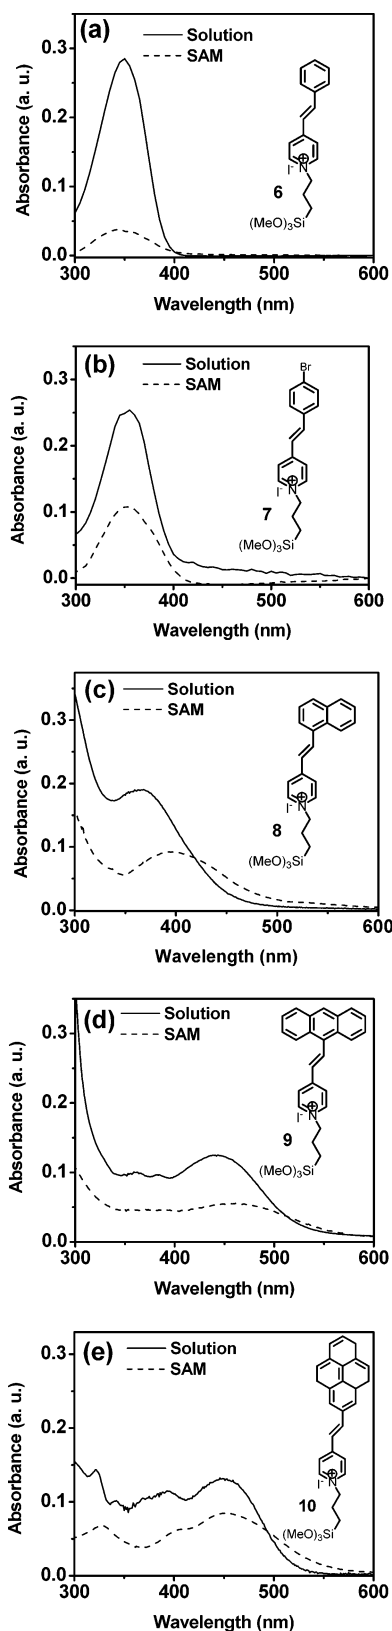 (a)
Solution
SAM
0.3
0.2
0.1
0.0
Absorbance (a. u.)
I-
+
N
6
(MeO)₃Si
300 400 500 600
Wavelength (nm)
(b)
Solution
SAM
0.3
0.2
0.1
0.0
Absorbance (a. u.)
Br
I-
+
N
7
(MeO)₃Si
300 400 500 600
Wavelength (nm)
(c)
Solution
SAM
0.3
0.2
0.1
0.0
Absorbance (a. u.)
I-
+
N
8
(MeO)₃Si
300 400 500 600
Wavelength (nm)
(d)
Solution
SAM
0.3
0.2
0.1
0.0
Absorbance (a. u.)
I-
+
N
9
(MeO)₃Si
300 400 500 600
Wavelength (nm)
(e)
Solution
SAM
0.3
0.2
0.1
0.0
Absorbance (a. u.)
I-
+
N
10
(MeO)₃Si
300 400 500 600
Wavelength (nm)